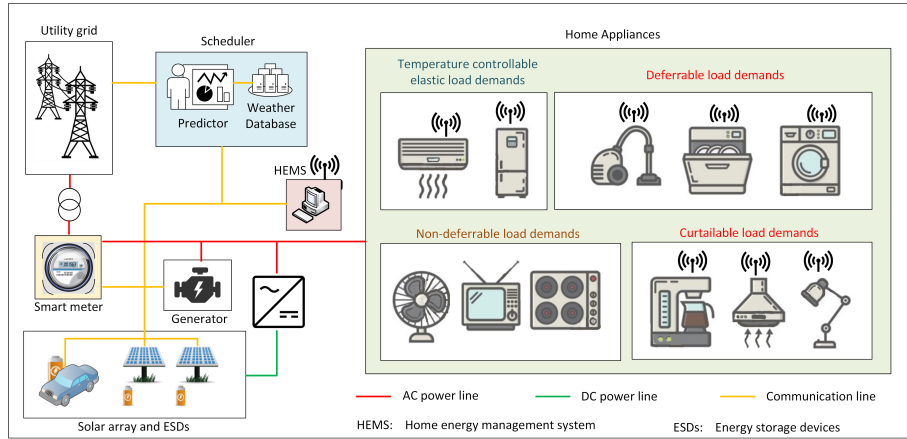 Utility grid
Scheduler
Predictor
Weather
Database
HEMS
Smart meter
Generator
Solar array and ESDs
Home Appliances
Temperature controllable
elastic load demands
Deferrable load demands
Non-deferrable load demands
Curtailable load demands
AC power line
DC power line
Communication line
HEMS: Home energy management system
ESDs: Energy storage devices